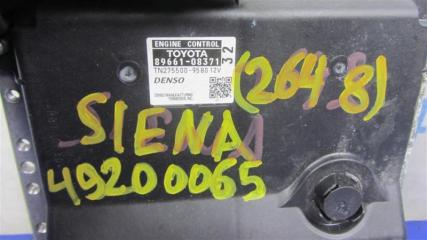 ENGINE CONTROL
TOYOTA
89661-08371 32
TN275500-9580 12V
DENSO
(264 8)
SIENA
49200065